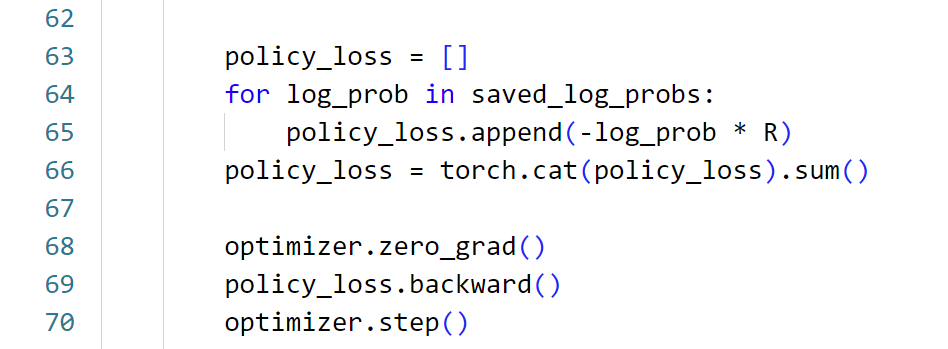 62
63 policy_loss = []
64 for log_prob in saved_log_probs:
65 policy_loss.append(-log_prob * R)
66 policy_loss = torch.cat(policy_loss).sum()
67
68 optimizer.zero_grad()
69 policy_loss.backward()
70 optimizer.step()